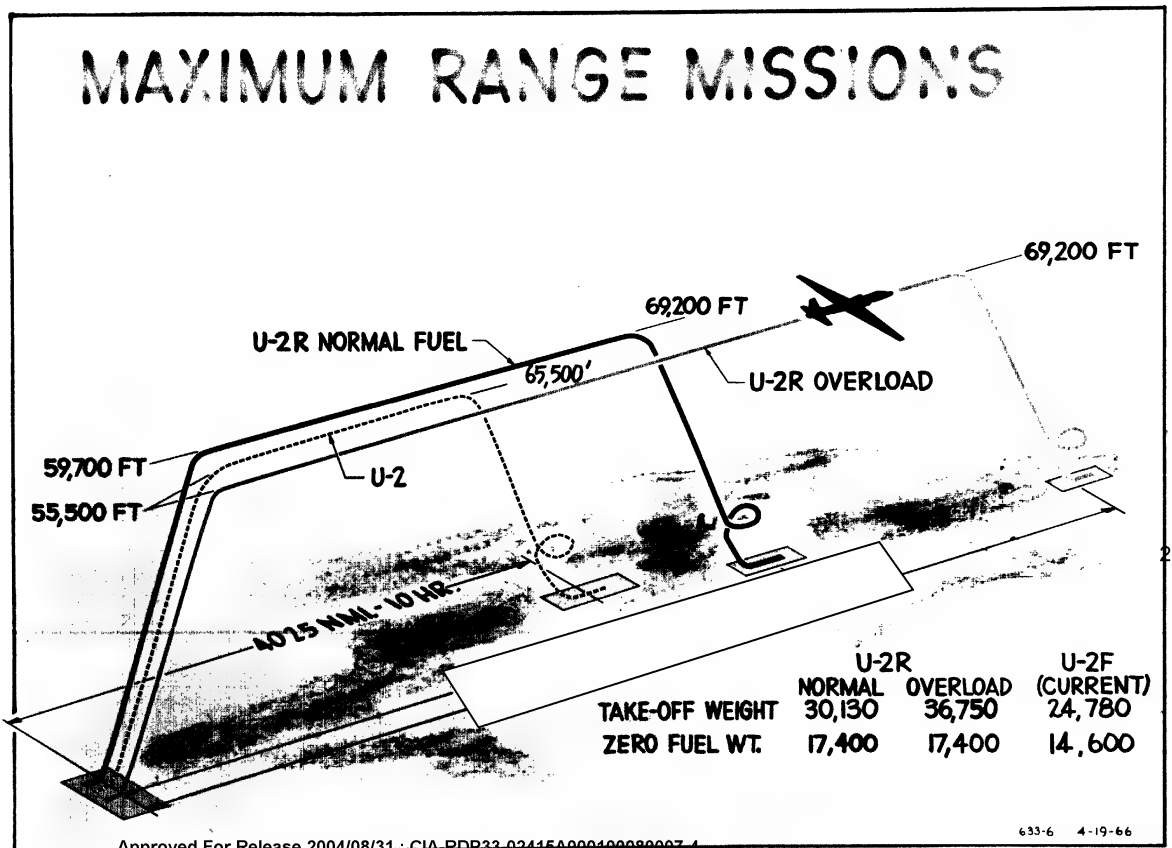 MAXIMUM RANGE MISSIONS
69,200 FT
69,200 FT
U-2R NORMAL FUEL
65,500'
U-2R OVERLOAD
59,700 FT
U-2
55,500 FT
2
4025 N.MI.- 10 HR.
U-2R U-2F
NORMAL OVERLOAD (CURRENT)
TAKE-OFF WEIGHT 30,130 36,750 24,780
ZERO FUEL WT. 17,400 17,400 14,600
633-6 4-19-66
Approved For Release 2004/08/31 : CIA-RDP33-02415A000100080007-4